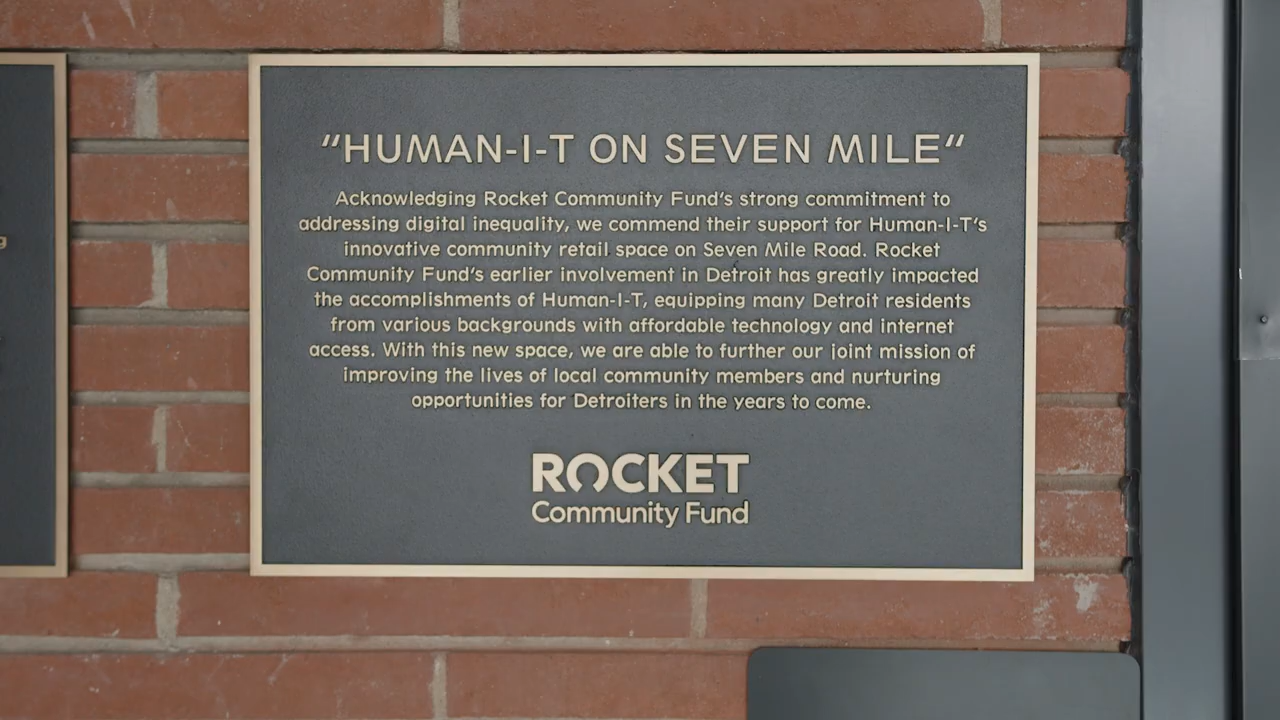 "HUMAN-I-T ON SEVEN MILE"
Acknowledging Rocket Community Fund's strong commitment to
addressing digital inequality, we commend their support for Human-I-T's
innovative community retail space on Seven Mile Road. Rocket
Community Fund's earlier involvement in Detroit has greatly impacted
the accomplishments of Human-I-T, equipping many Detroit residents
from various backgrounds with affordable technology and internet
access. With this new space, we are able to further our joint mission of
improving the lives of local community members and nurturing
opportunities for Detroiters in the years to come.
ROCKET
Community Fund